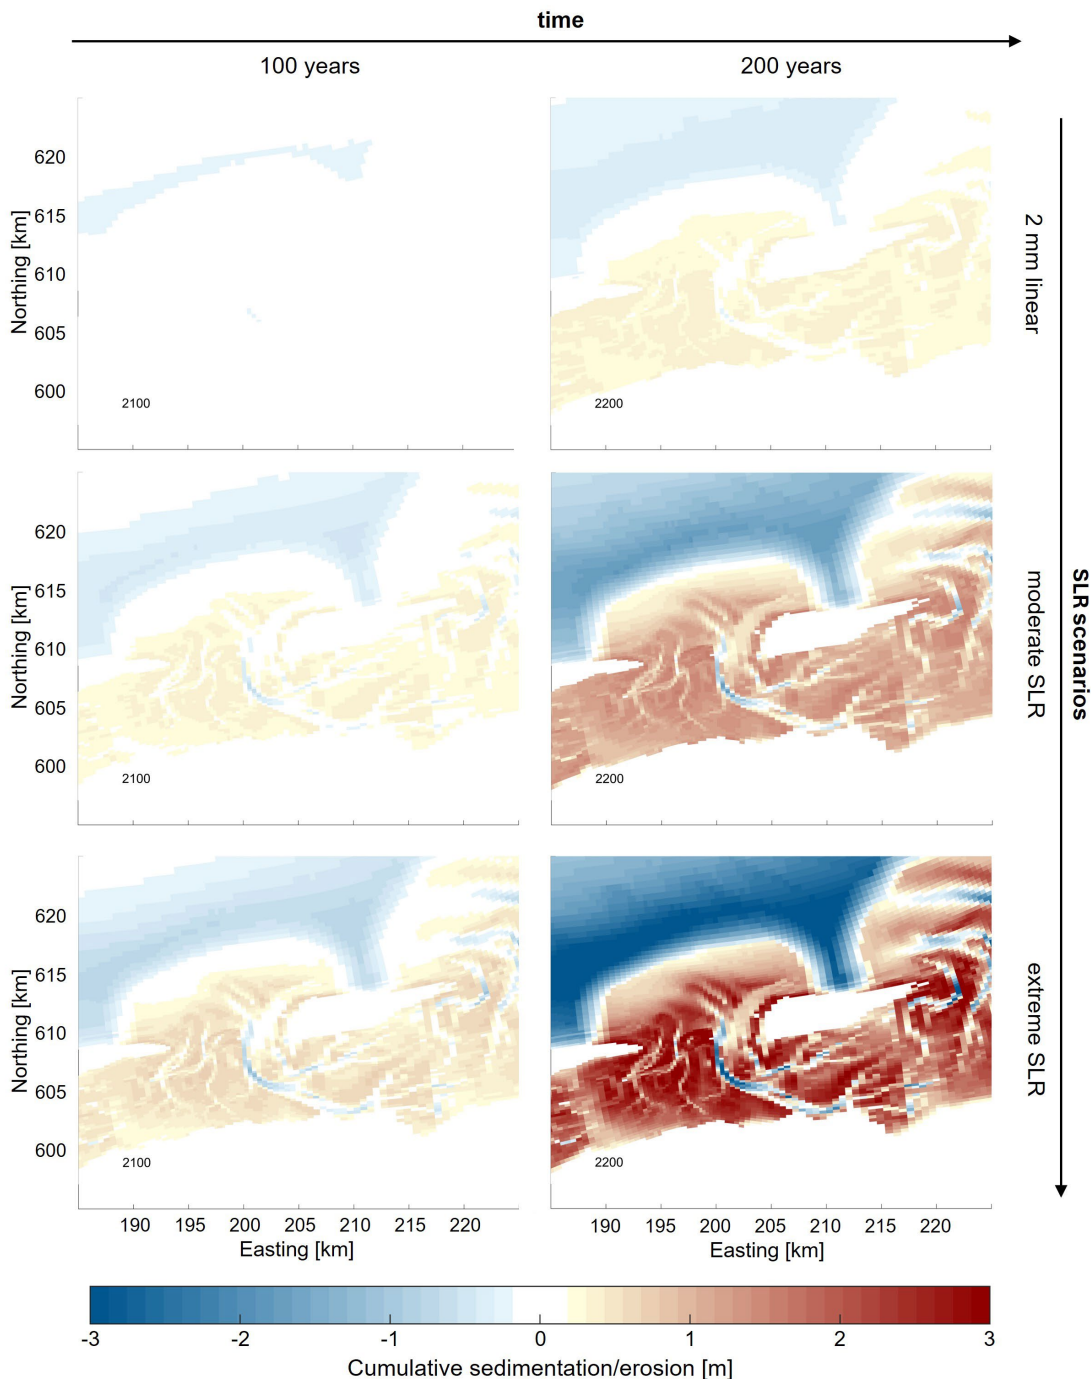 time
100 years
200 years
620
615
610
605
600
Northing [km]
2100
2200
2 mm linear
620
615
610
605
600
Northing [km]
2100
2200
moderate SLR
SLR scenarios
620
615
610
605
600
Northing [km]
2100
2200
extreme SLR
190 195 200 205 210 215 220
190 195 200 205 210 215 220
Easting [km]
Easting [km]
-3 -2 -1 0 1 2 3
Cumulative sedimentation/erosion [m]